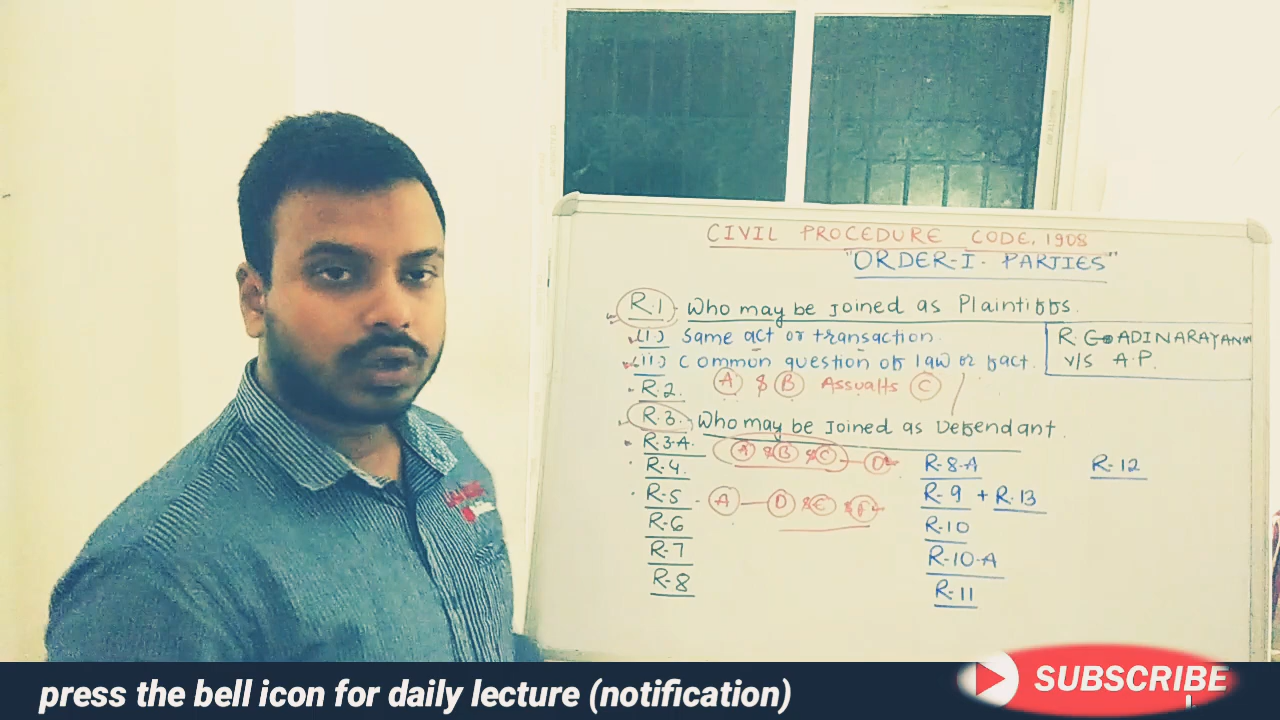 CIVIL PROCEDURE CODE, 1908
"ORDER-I- PARTIES"
R.1 - Who may be Joined as Plaintiffs.
(i) Same act or transaction.
(ii) Common question of law or fact.
R. G ADINARAYANA
V/S A.P.
R.2 A & B Assualts C
R.3. Who may be Joined as Defendant.
R.3-A. A & B & C — D
R-4
R-5 - A — D & E & F
R-6
R-7
R-8
R-8-A
R-9 + R-13
R-10
R-10-A
R-11
R-12
press the bell icon for daily lecture (notification)
SUBSCRIBE